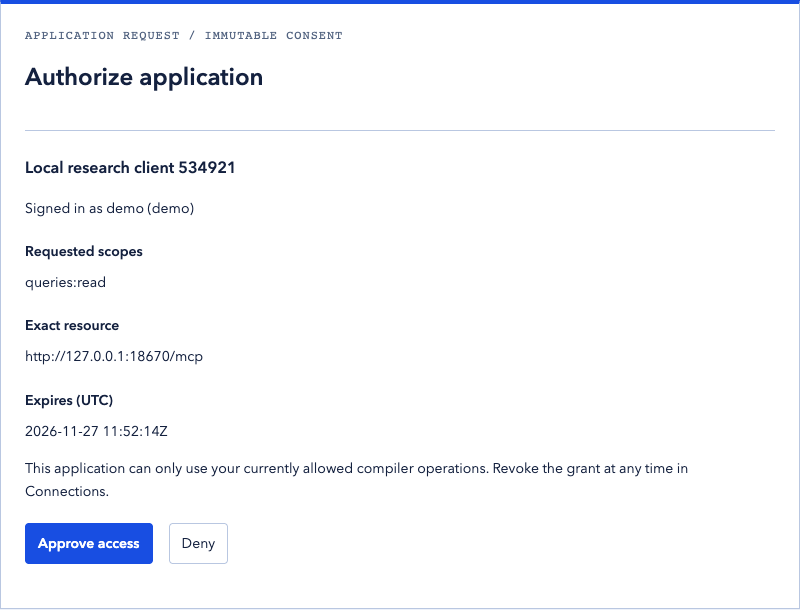 APPLICATION REQUEST / IMMUTABLE CONSENT
Authorize application
Local research client 534921
Signed in as demo (demo)
Requested scopes
queries:read
Exact resource
http://127.0.0.1:18670/mcp
Expires (UTC)
2026-11-27 11:52:14Z
This application can only use your currently allowed compiler operations. Revoke the grant at any time in
Connections.
Approve access
Deny